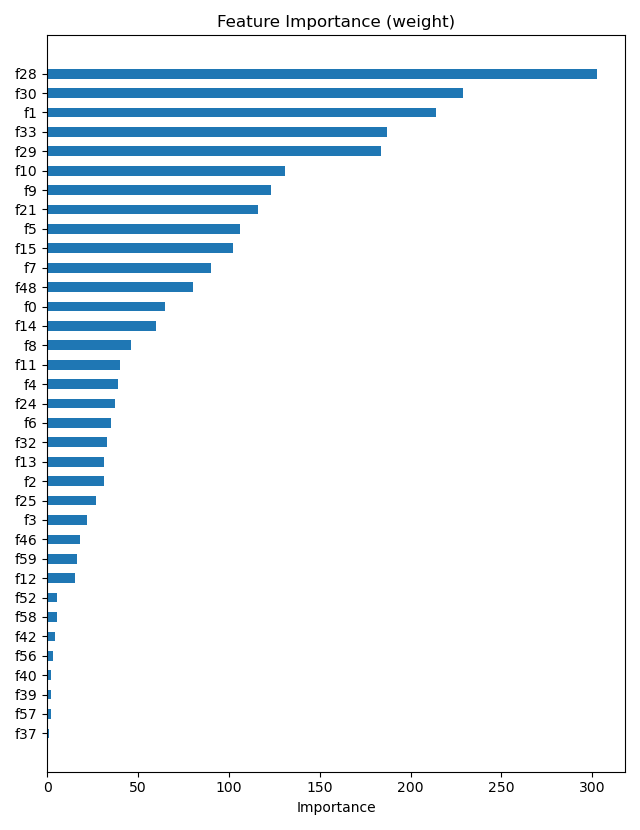 Feature Importance (weight)
f28
f30
f1
f33
f29
f10
f9
f21
f5
f15
f7
f48
f0
f14
f8
f11
f4
f24
f6
f32
f13
f2
f25
f3
f46
f59
f12
f52
f58
f42
f56
f40
f39
f57
f37
0 50 100 150 200 250 300
Importance